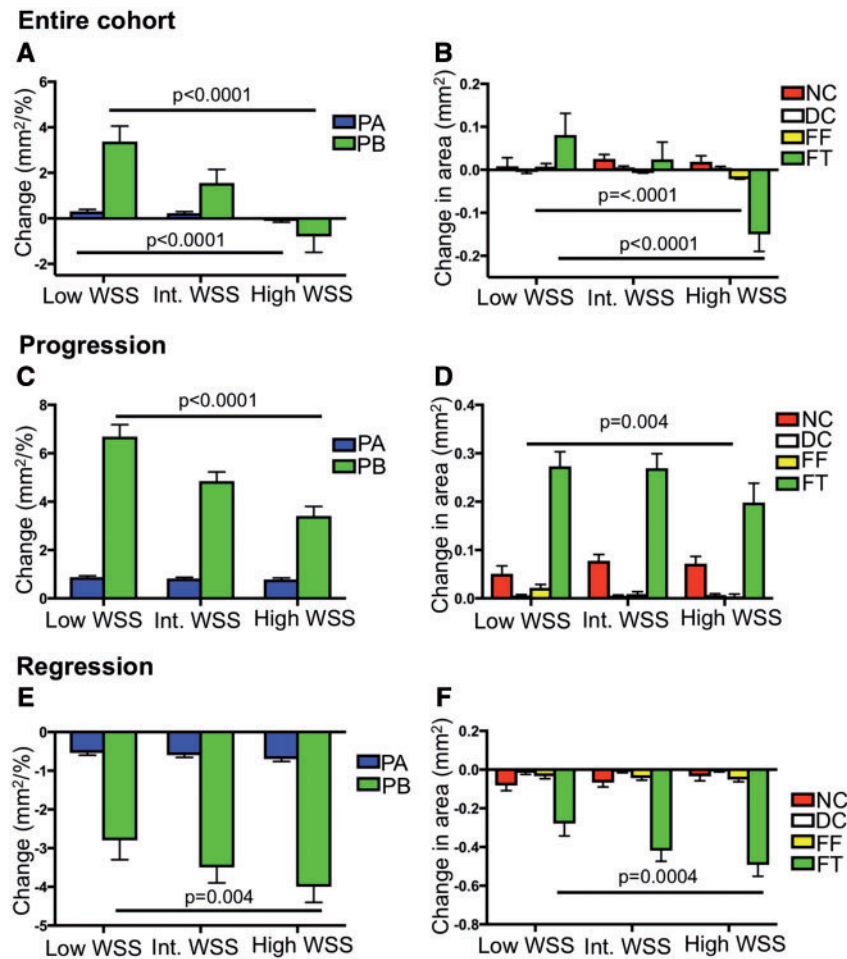 Entire cohort
A
Change (mm²/%)
6
4
2
0
-2
p<0.0001
p<0.0001
PA
PB
Low WSS
Int. WSS
High WSS
B
Change in area (mm²)
0.2
0.1
0.0
-0.1
-0.2
p=<.0001
p<0.0001
NC
DC
FF
FT
Low WSS
Int. WSS
High WSS
Progression
C
Change (mm²/%)
8
6
4
2
0
p<0.0001
PA
PB
Low WSS
Int. WSS
High WSS
D
Change in area (mm²)
0.4
0.3
0.2
0.1
0.0
p=0.004
NC
DC
FF
FT
Low WSS
Int. WSS
High WSS
Regression
E
Change (mm²/%)
0
-1
-2
-3
-4
-5
p=0.004
PA
PB
Low WSS
Int. WSS
High WSS
F
Change in area (mm²)
0.2
0.0
-0.2
-0.4
-0.6
-0.8
p=0.0004
NC
DC
FF
FT
Low WSS
Int. WSS
High WSS